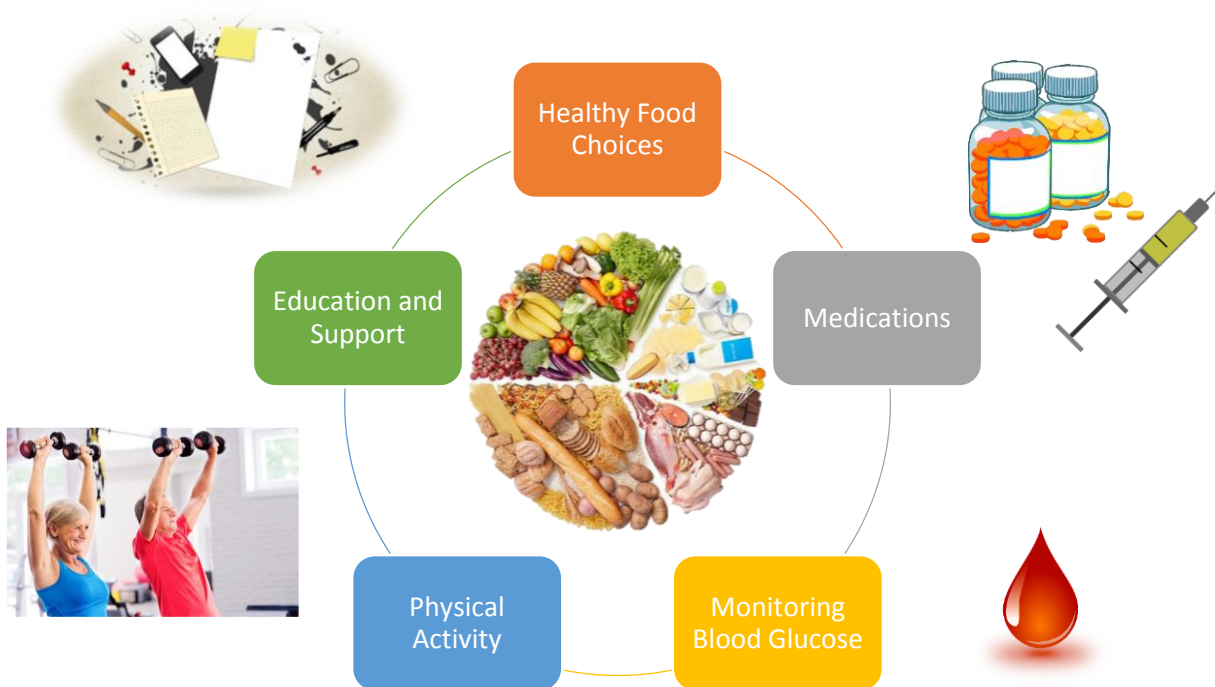 Healthy Food
Choices
Education and
Support
Medications
Physical
Activity
Monitoring
Blood Glucose